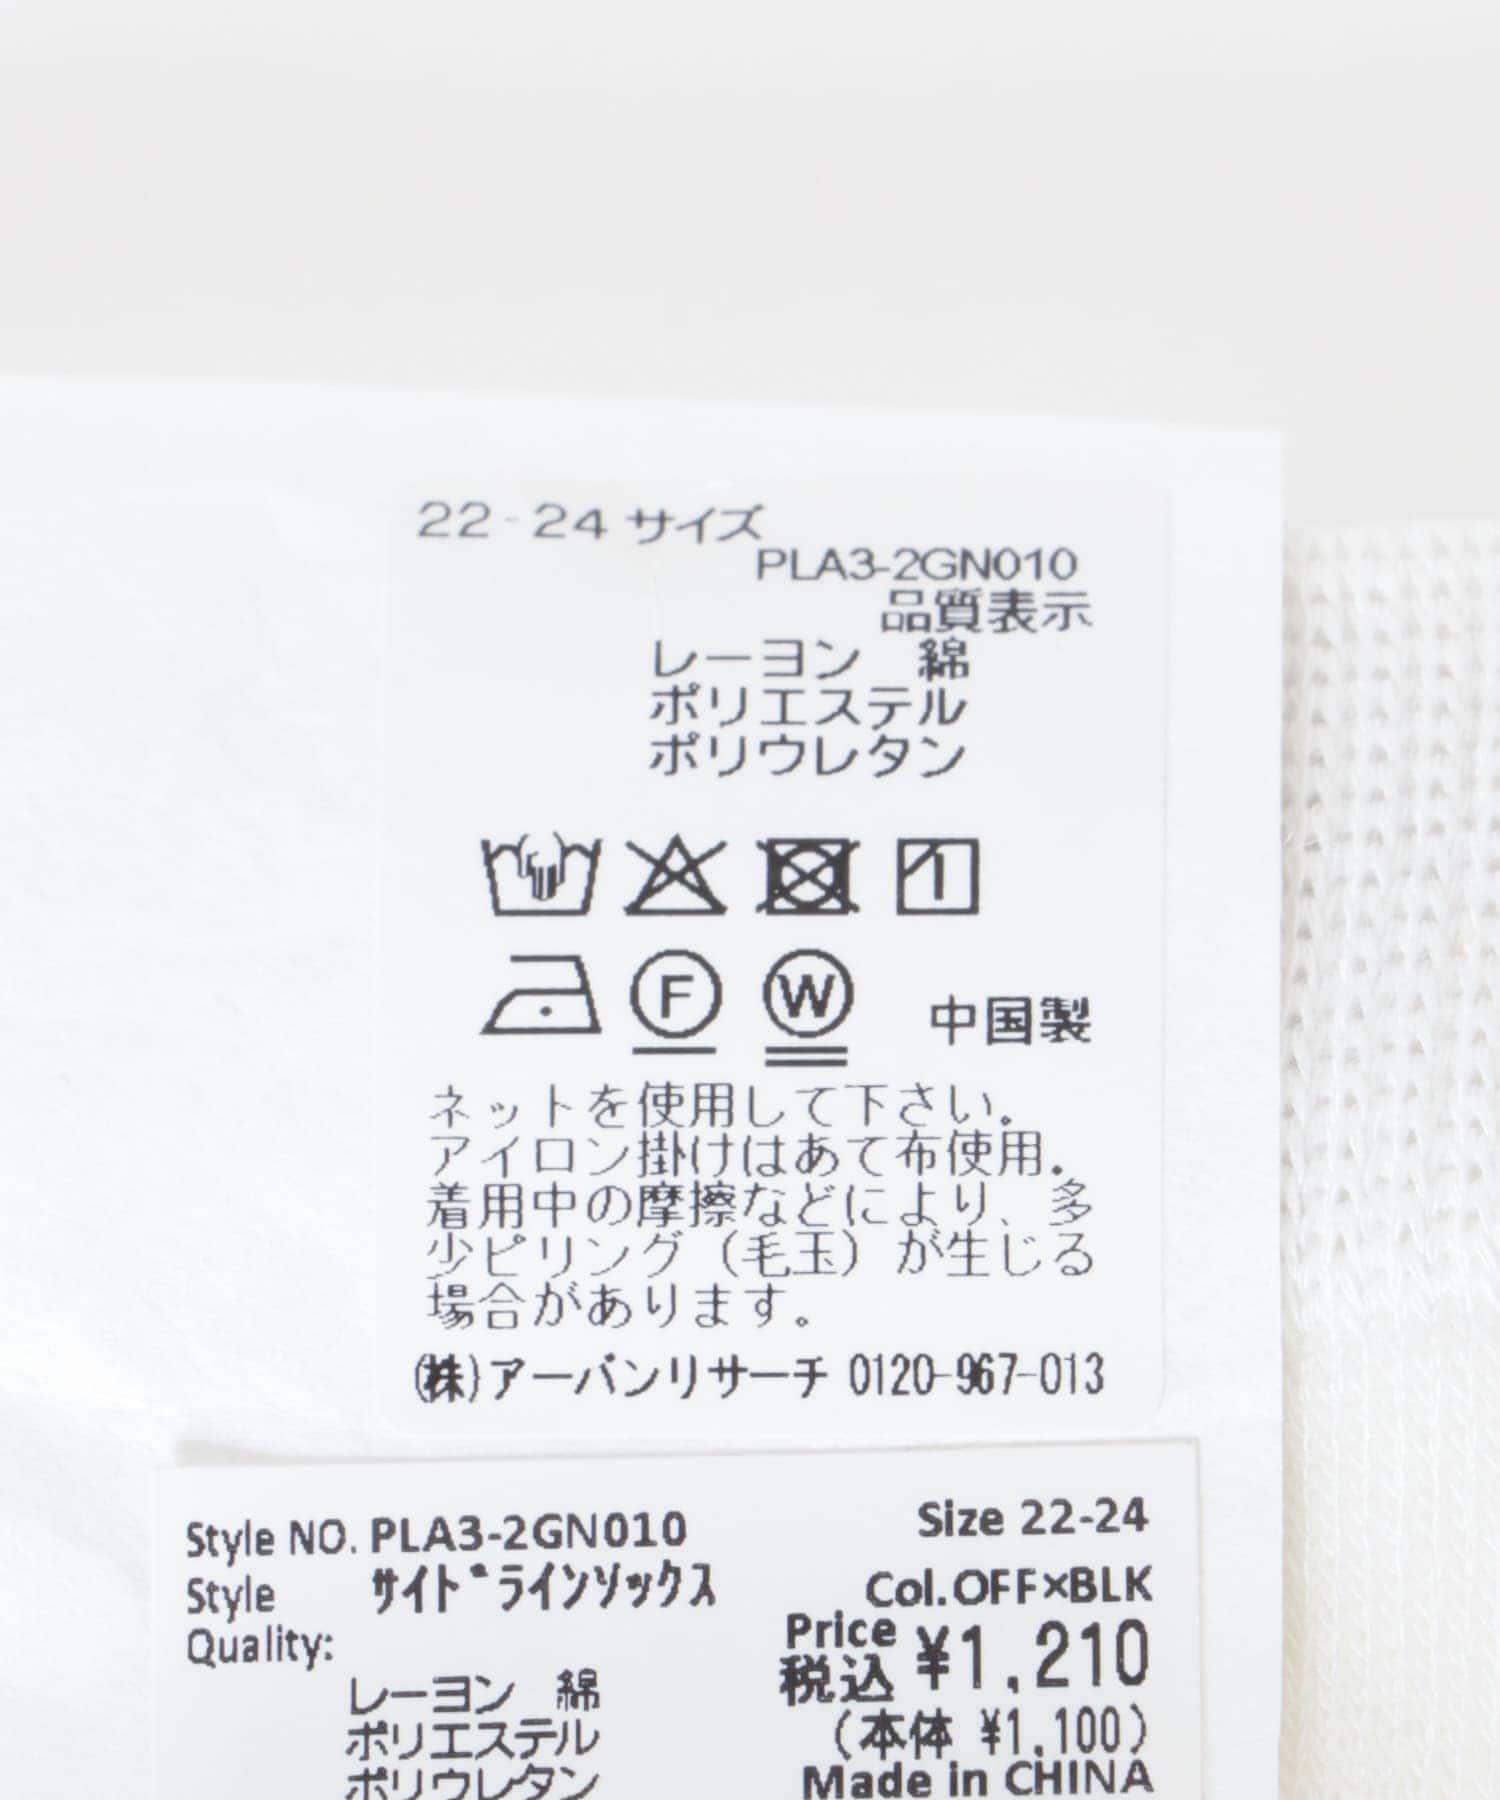 22-24 サイズ
PLA3-2GN010
品質表示
レーヨン 綿
ポリエステル
ポリウレタン
F W 中国製
ネットを使用して下さい。
アイロン掛けはあて布使用.
着用中の摩擦などにより、多
少ピリング（毛玉）が生じる
場合があります。
(株)アーバンリサーチ 0120-967-013
Style NO. PLA3-2GN010
Size 22-24
Style サイドラインソックス
Col.OFF×BLK
Quality:
Price 税込 ¥1,210
レーヨン 綿
(本体 ¥1,100)
ポリエステル
Made in CHINA
ポリウレタン